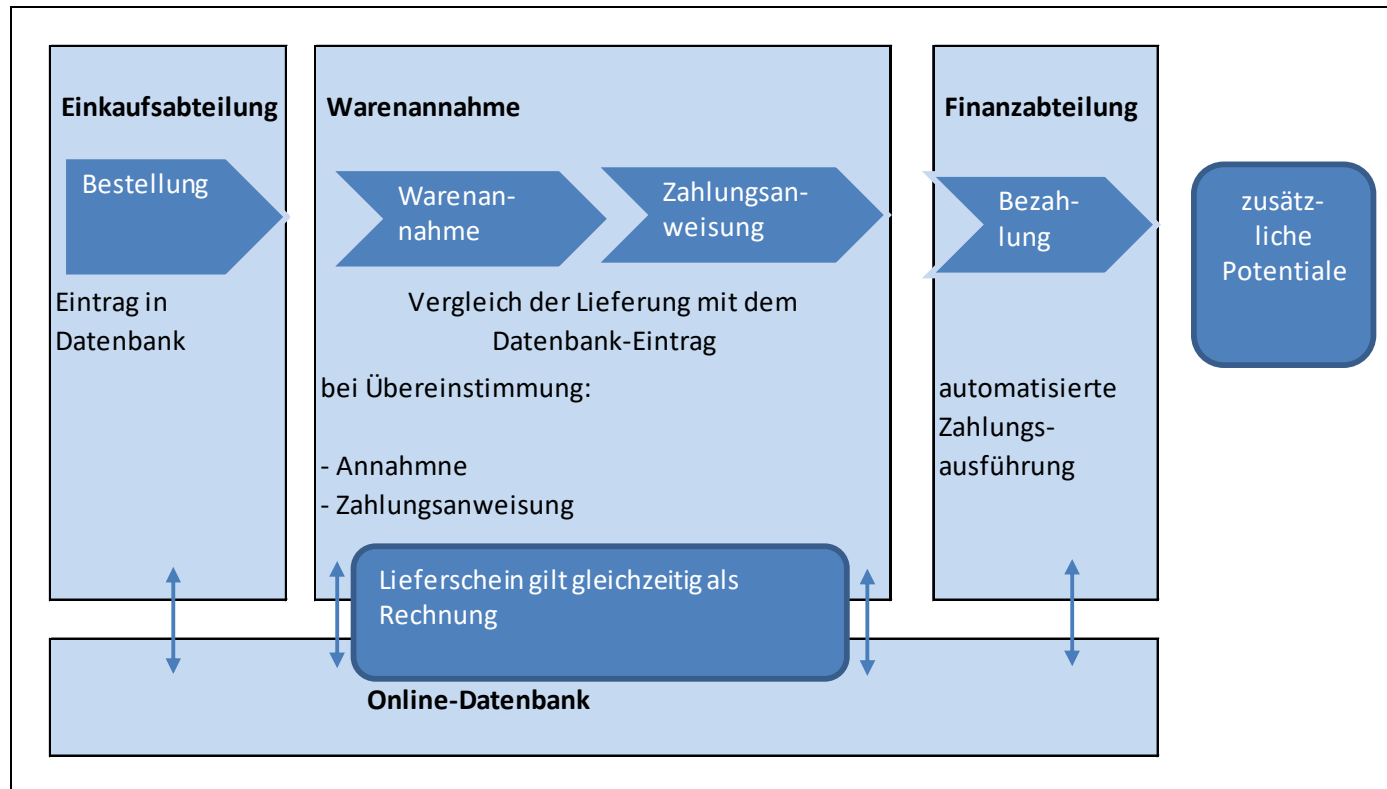 Einkaufsabteilung
Bestellung
Eintrag in
Datenbank
Warenannahme
Warenan-
nahme
Zahlungsan-
weisung
Vergleich der Lieferung mit dem
Datenbank-Eintrag
bei Übereinstimmung:
- Annahmne
- Zahlungsanweisung
Lieferschein gilt gleichzeitig als
Rechnung
Finanzabteilung
Bezah-
lung
automatisierte
Zahlungs-
ausführung
zusätz-
liche
Potentiale
Online-Datenbank